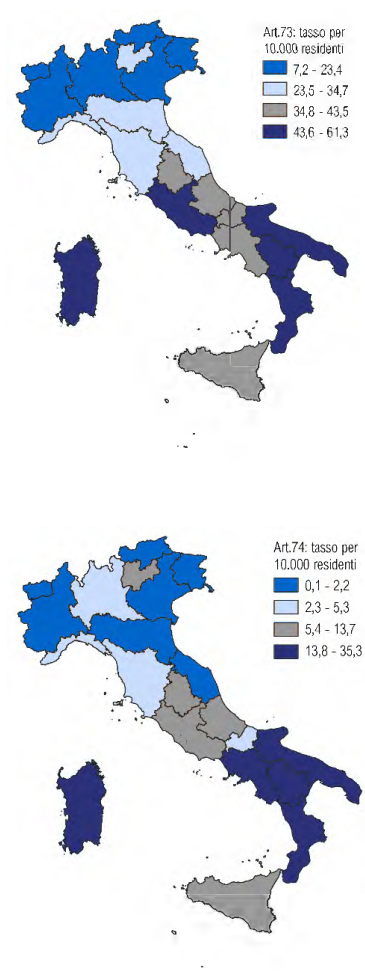 Art.73: tasso per
10.000 residenti
7,2 - 23,4
23,5 - 34,7
34,8 - 43,5
43,6 - 61,3
Art.74: tasso per
10.000 residenti
0,1 - 2,2
2,3 - 5,3
5,4 - 13,7
13,8 - 35,3